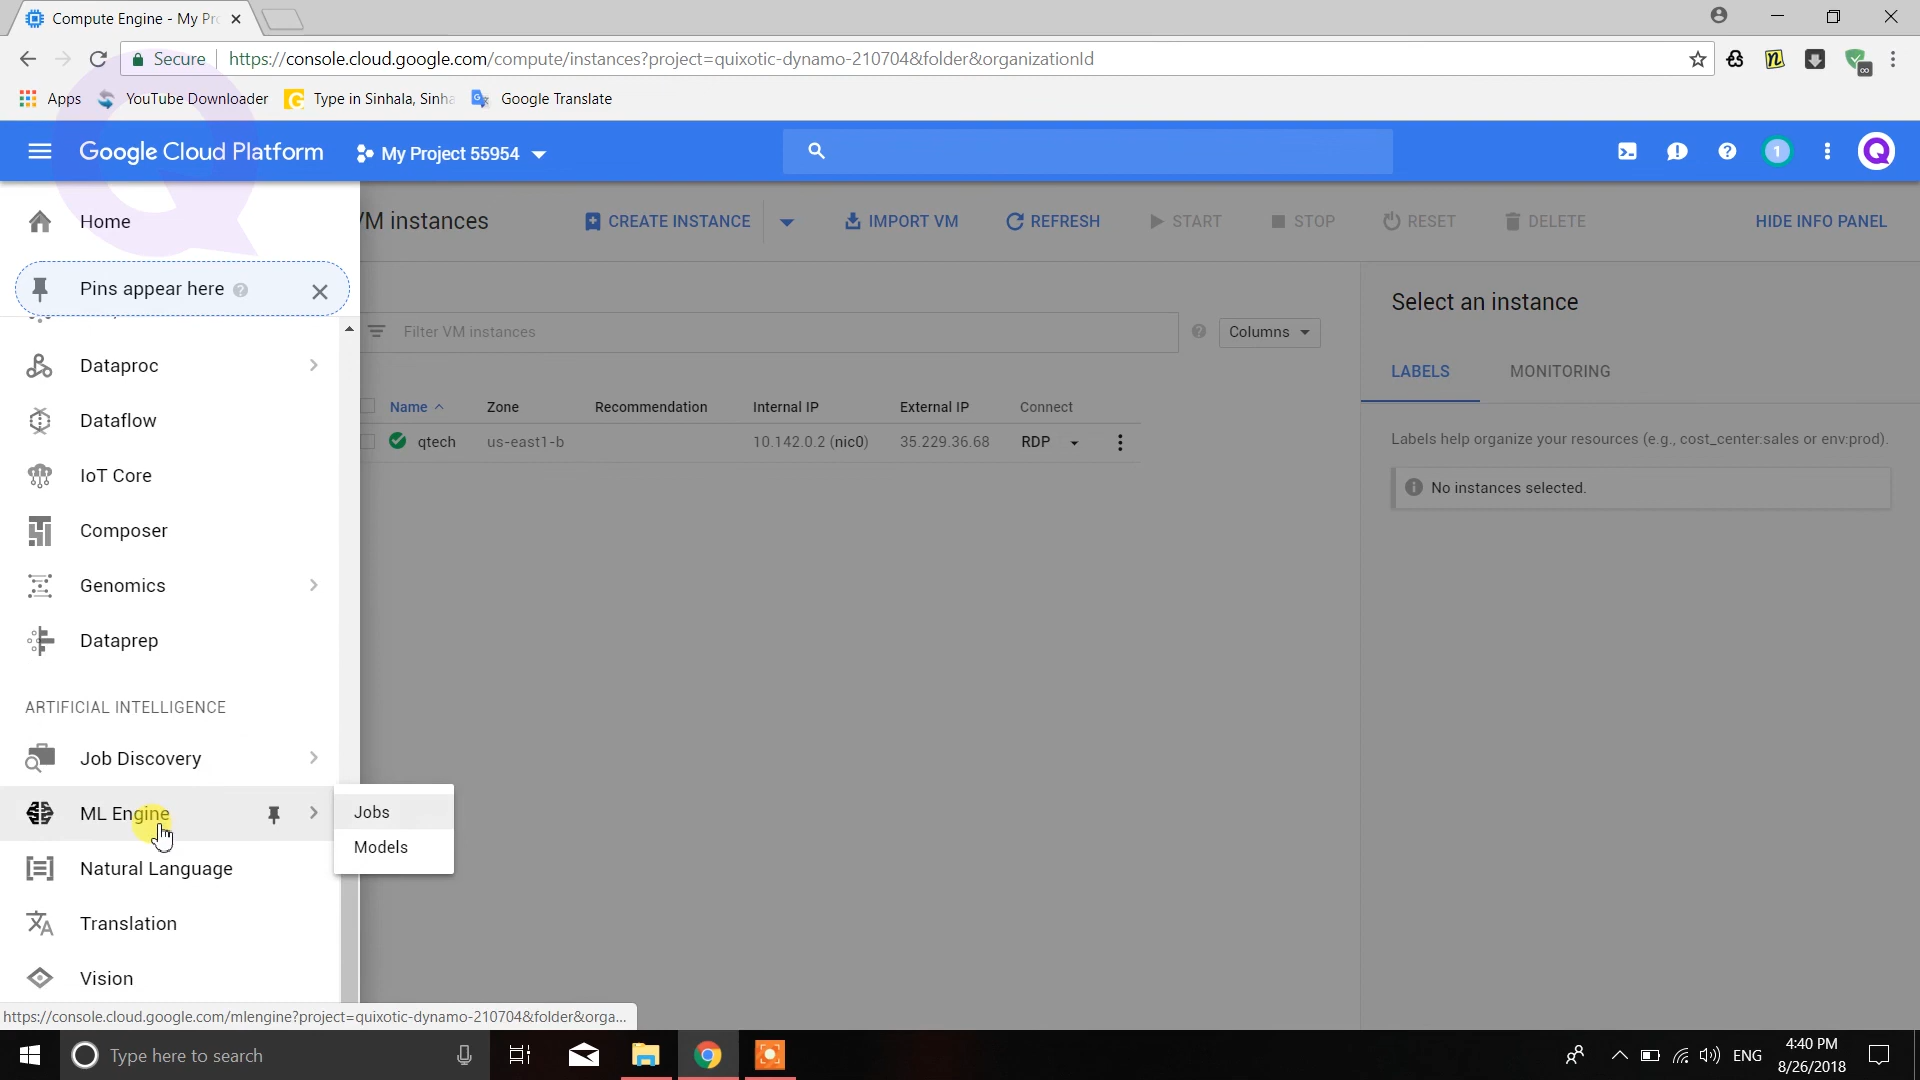 Compute Engine - My Pr
Secure https://console.cloud.google.com/compute/instances?project=quixotic-dynamo-210704&folder&organizationId
Apps YouTube Downloader Type in Sinhala, Sinha Google Translate
Google Cloud Platform My Project 55954 1
Home
Pins appear here
VM instances CREATE INSTANCE IMPORT VM REFRESH START STOP RESET DELETE HIDE INFO PANEL
Filter VM instances Columns
Name Zone Recommendation Internal IP External IP Connect
qtech us-east1-b 10.142.0.2 (nic0) 35.229.36.68 RDP
Select an instance
LABELS MONITORING
Labels help organize your resources (e.g., cost_center:sales or env:prod).
No instances selected.
Dataproc
Dataflow
IoT Core
Composer
Genomics
Dataprep
ARTIFICIAL INTELLIGENCE
Job Discovery
ML Engine
Jobs
Models
Natural Language
Translation
Vision
https://console.cloud.google.com/mlengine?project=quixotic-dynamo-210704&folder&orga...
Type here to search
ENG
4:40 PM
8/26/2018